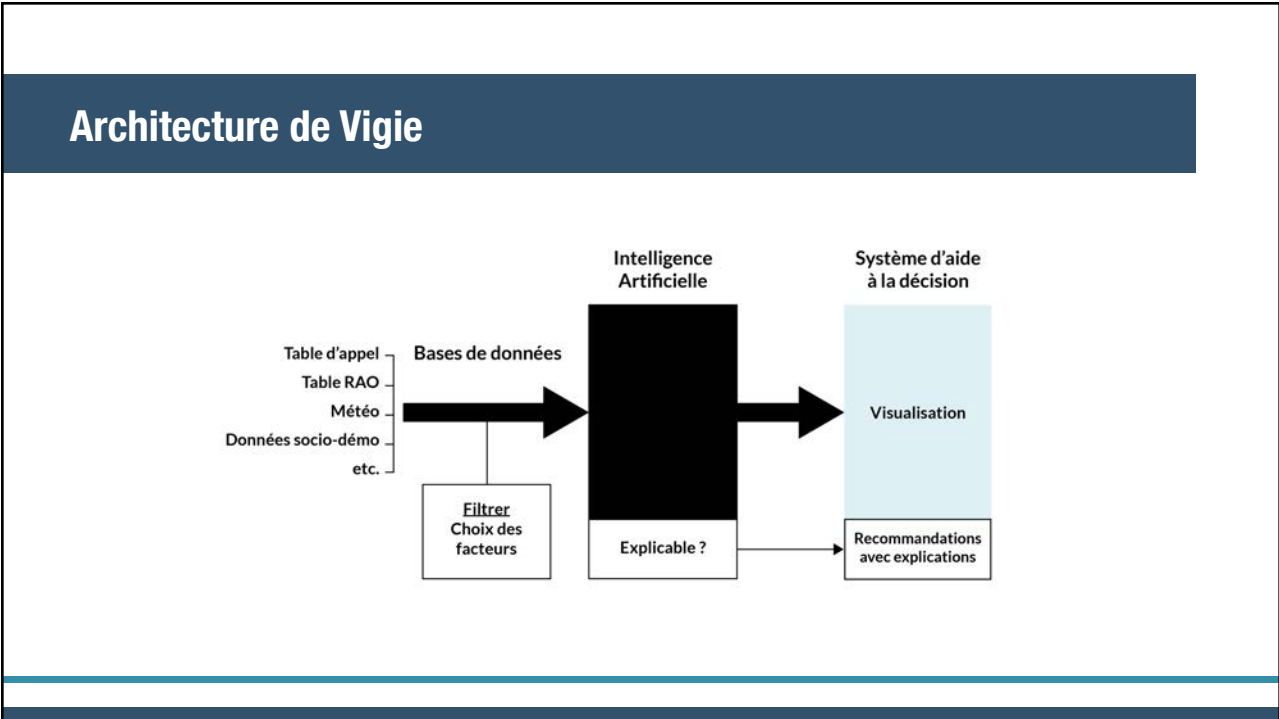 Architecture de Vigie
Table d'appel
Table RAO
Météo
Données socio-démo
etc.
Bases de données
Filtrer
Choix des
facteurs
Intelligence
Artificielle
Explicable ?
Système d'aide
à la décision
Visualisation
Recommandations
avec explications